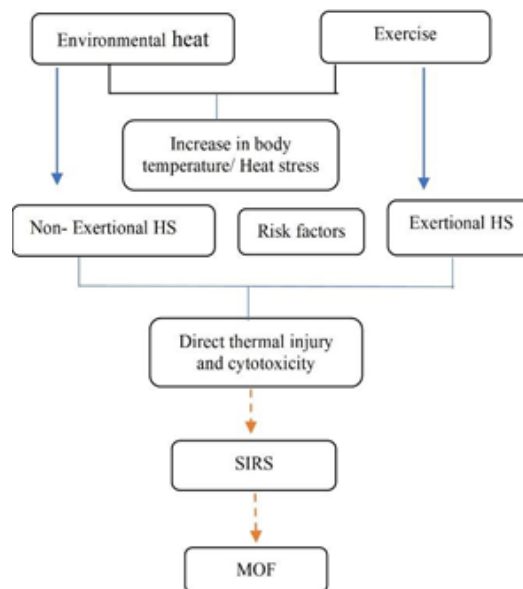 Environmental heat
Exercise
Increase in body
temperature/ Heat stress
Non- Exertional HS
Risk factors
Exertional HS
Direct thermal injury
and cytotoxicity
SIRS
MOF